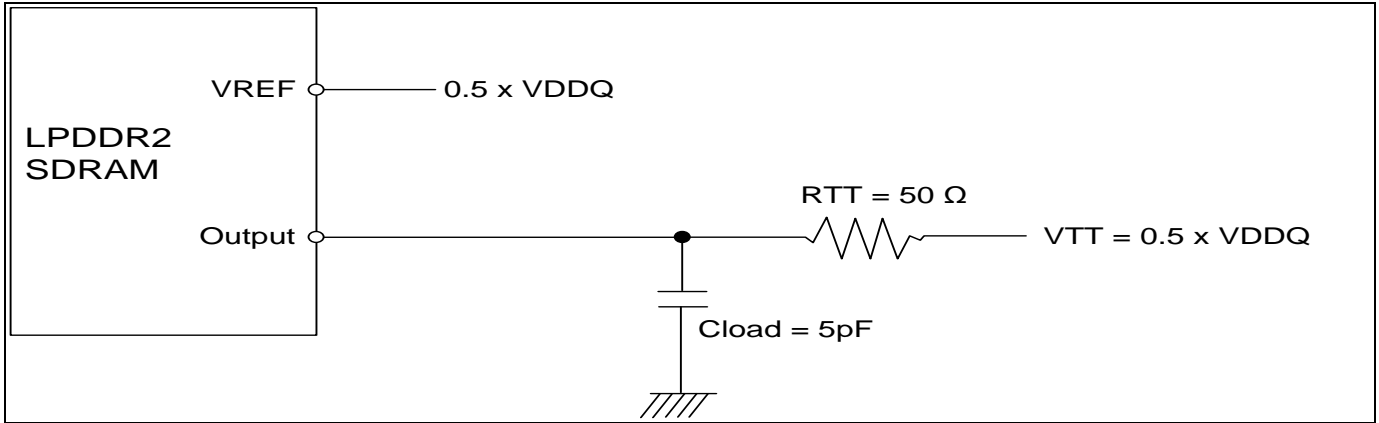 VREF
0.5 x VDDQ
LPDDR2
SDRAM
RTT = 50 Ω
Output
VTT = 0.5 x VDDQ
Cload = 5pF